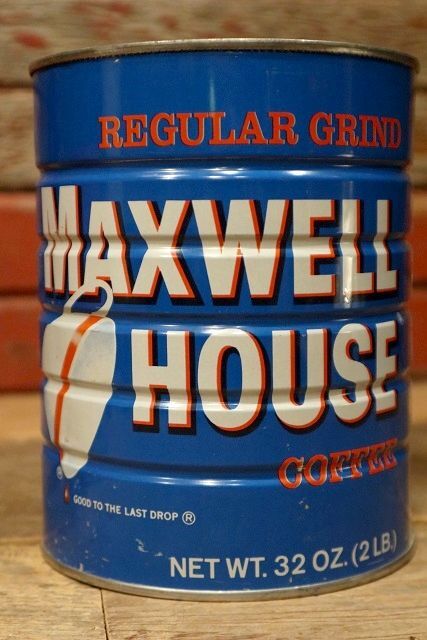 REGULAR GRIND
MAXWELL
HOUSE
COFFEE
GOOD TO THE LAST DROP ®
NET WT. 32 OZ. (2 LB.)